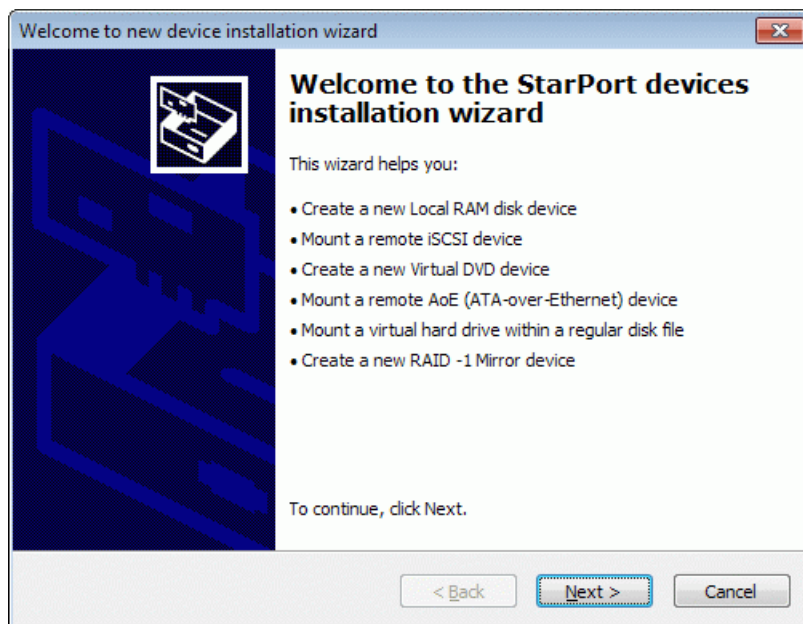 Welcome to new device installation wizard
Welcome to the StarPort devices
installation wizard
This wizard helps you:
• Create a new Local RAM disk device
• Mount a remote iSCSI device
• Create a new Virtual DVD device
• Mount a remote AoE (ATA-over-Ethernet) device
• Mount a virtual hard drive within a regular disk file
• Create a new RAID -1 Mirror device
To continue, click Next.
< Back Next > Cancel